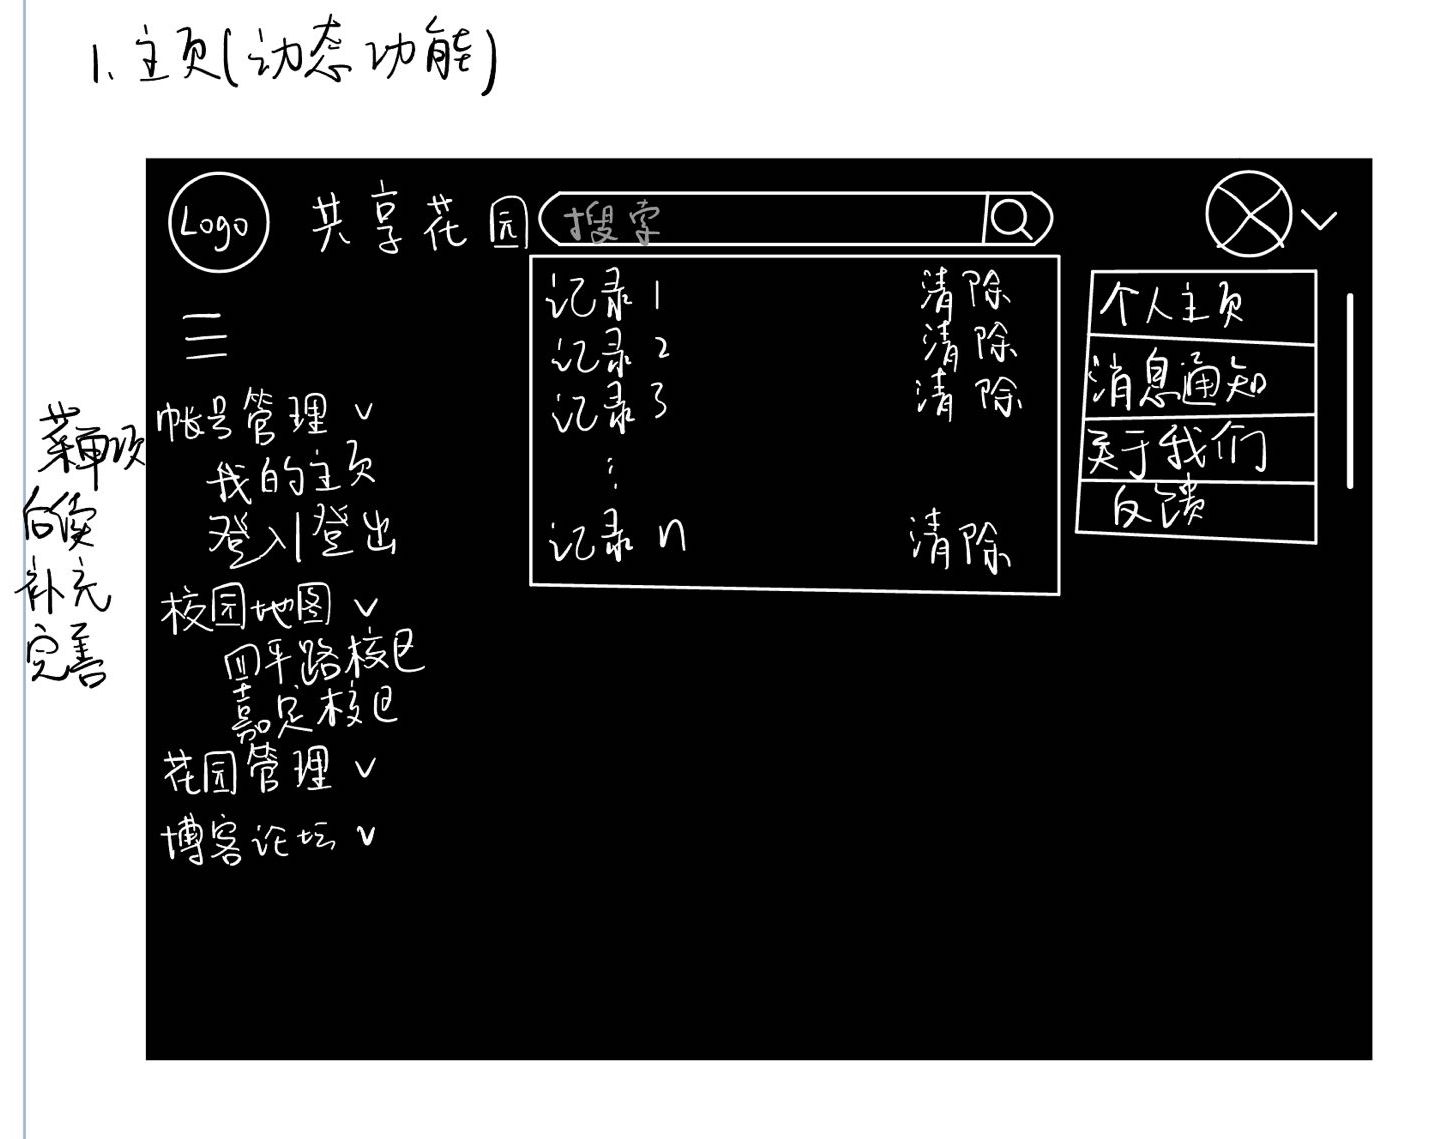 1. 主页(动态功能)
Logo 共享花园
搜索
记录1 清除
记录2 清除
记录3 清除
⋮
记录n 清除
个人主页
消息通知
关于我们
反馈
帐号管理
我的主页
登入|登出
校园地图
四平路校区
嘉定校区
花园管理
博客论坛
菜单项
后续
补充
完善